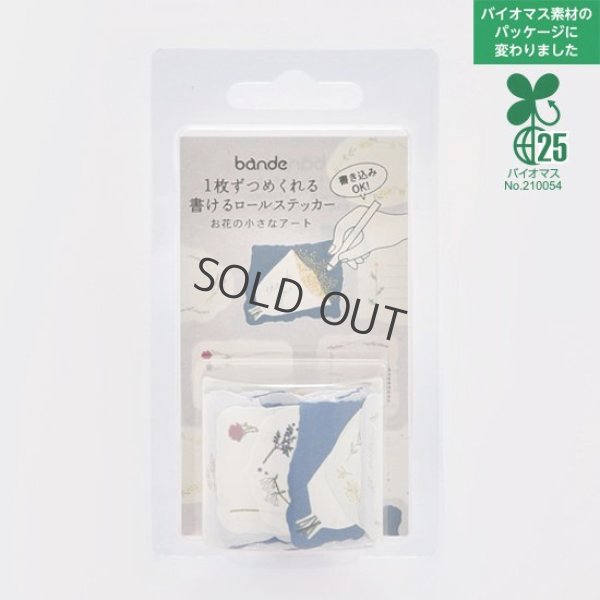 バイオマス素材の
パッケージに
変わりました
25
バイオマス
No.210054
bande
1枚ずつめくれる
書けるロールステッカー
お花の小さなアート
書き込み
OK!
SOLD OUT